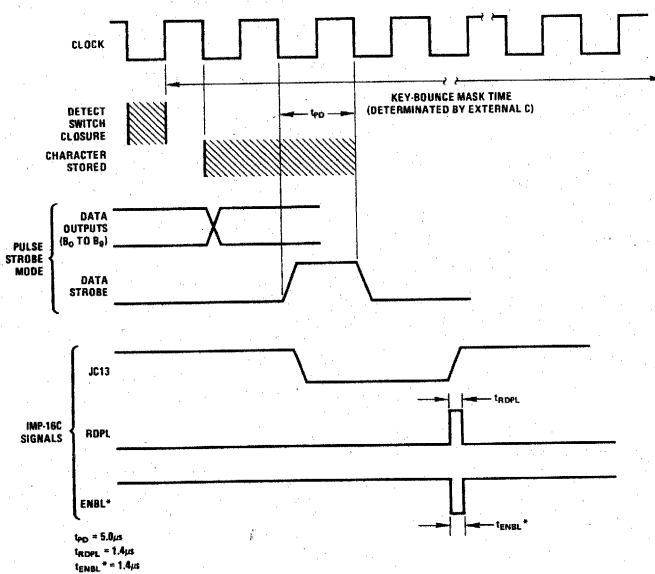 CLOCK
KEY-BOUNCE MASK TIME
(DETERMINATED BY EXTERNAL C)
DETECT
SWITCH
CLOSURE
tPD
CHARACTER
STORED
PULSE
STROBE
MODE
DATA
OUTPUTS
(B0 TO B8)
DATA
STROBE
IMP-16C
SIGNALS
JC13
tRDPL
RDPL
ENBL*
tENBL*
tPD = 5.0µs
tRDPL = 1.4µs
tENBL* = 1.4µs